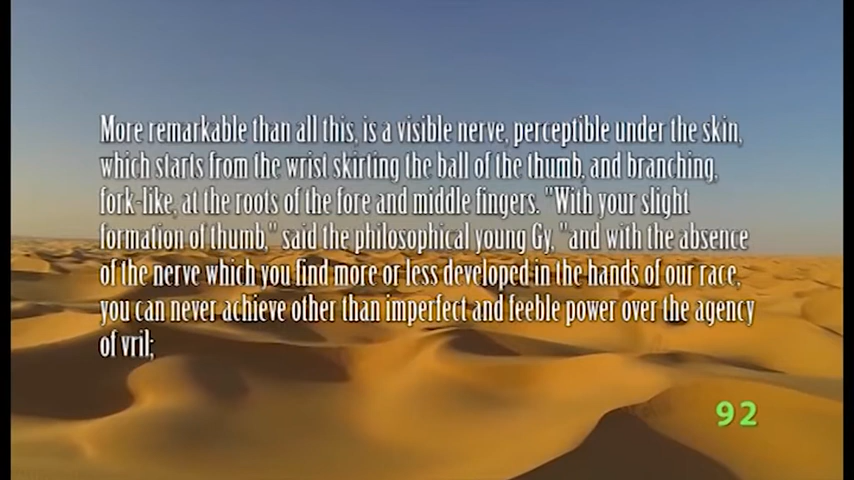 More remarkable than all this, is a visible nerve, perceptible under the skin,
which starts from the wrist skirting the ball of the thumb, and branching,
fork-like, at the roots of the fore and middle fingers. "With your slight
formation of thumb," said the philosophical young Gy, "and with the absence
of the nerve which you find more or less developed in the hands of our race,
you can never achieve other than imperfect and feeble power over the agency
of vril;
92